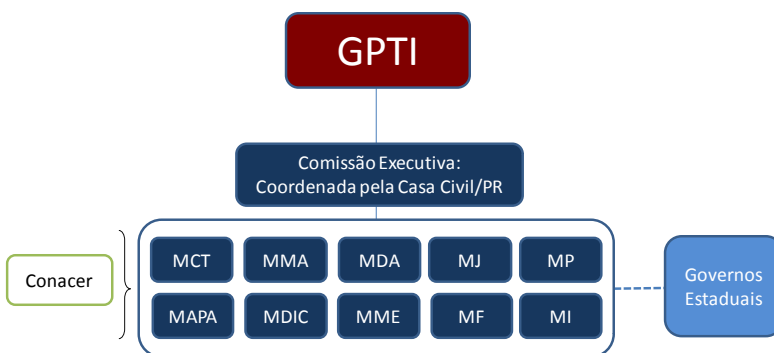 GPTI
Comissão Executiva:
Coordenada pela Casa Civil/PR
MCT MMA MDA MJ MP
Conacer
Governos
Estaduais
MAPA MDIC MME MF MI